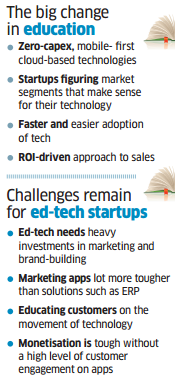 The big change
in education
• Zero-capex, mobile- first
cloud-based technologies
• Startups figuring market
segments that make sense
for their technology
• Faster and easier adoption
of tech
• ROI-driven approach to sales
Challenges remain
for ed-tech startups
• Ed-tech needs heavy
investments in marketing and
brand-building
• Marketing apps lot more tougher
than solutions such as ERP
• Educating customers on the
movement of technology
• Monetisation is tough without
a high level of customer
engagement on apps